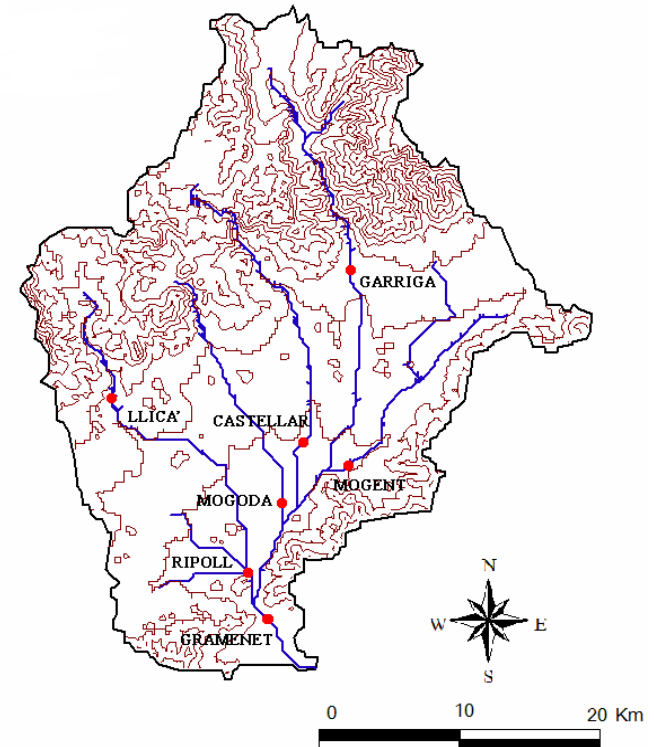 GARRIGA
LLICA'
CASTELLAR
MOGENT
MOGODA
RIPOLL
GRAMENET
N
W E
S
0 10 20 Km